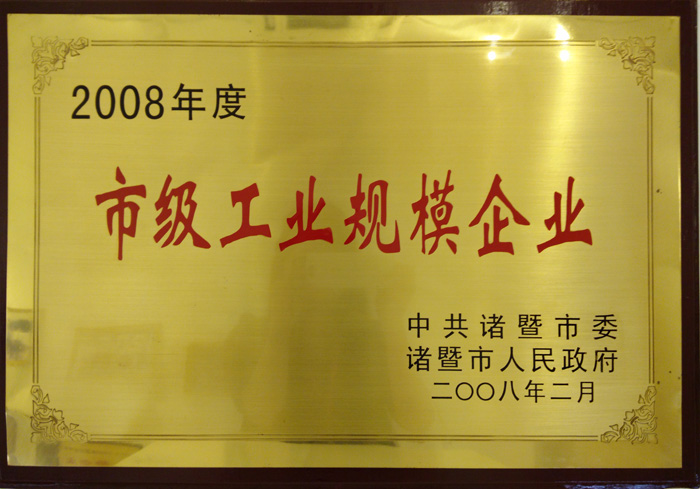 2008年度
市级工业规模企业
中共诸暨市委
诸暨市人民政府
二〇〇八年二月